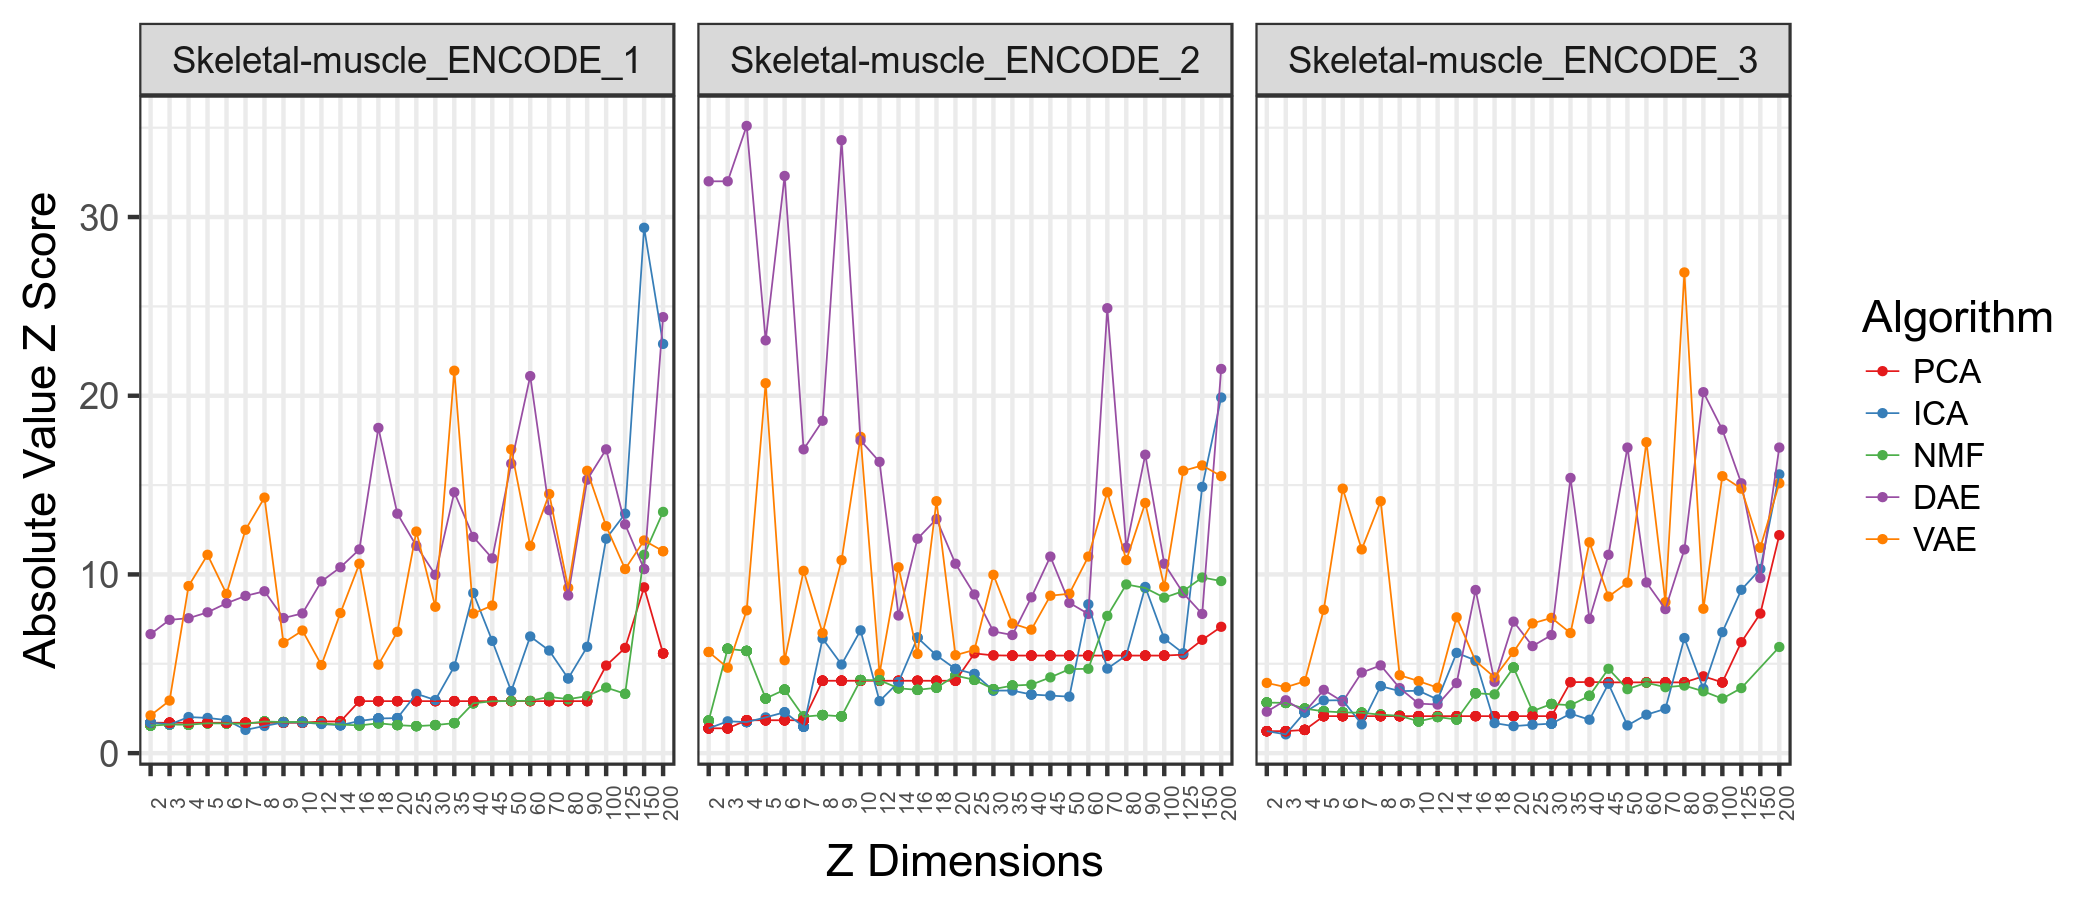 Skeletal-muscle_ENCODE_1 Skeletal-muscle_ENCODE_2 Skeletal-muscle_ENCODE_3
Absolute Value Z Score
30
20
10
0
2 3 4 5 6 7 8 9 10 12 14 16 18 20 25 30 35 40 45 50 60 70 80 90 100 125 150 200
2 3 4 5 6 7 8 9 10 12 14 16 18 20 25 30 35 40 45 50 60 70 80 90 100 125 150 200
2 3 4 5 6 7 8 9 10 12 14 16 18 20 25 30 35 40 45 50 60 70 80 90 100 125 150 200
Z Dimensions
Algorithm
PCA
ICA
NMF
DAE
VAE